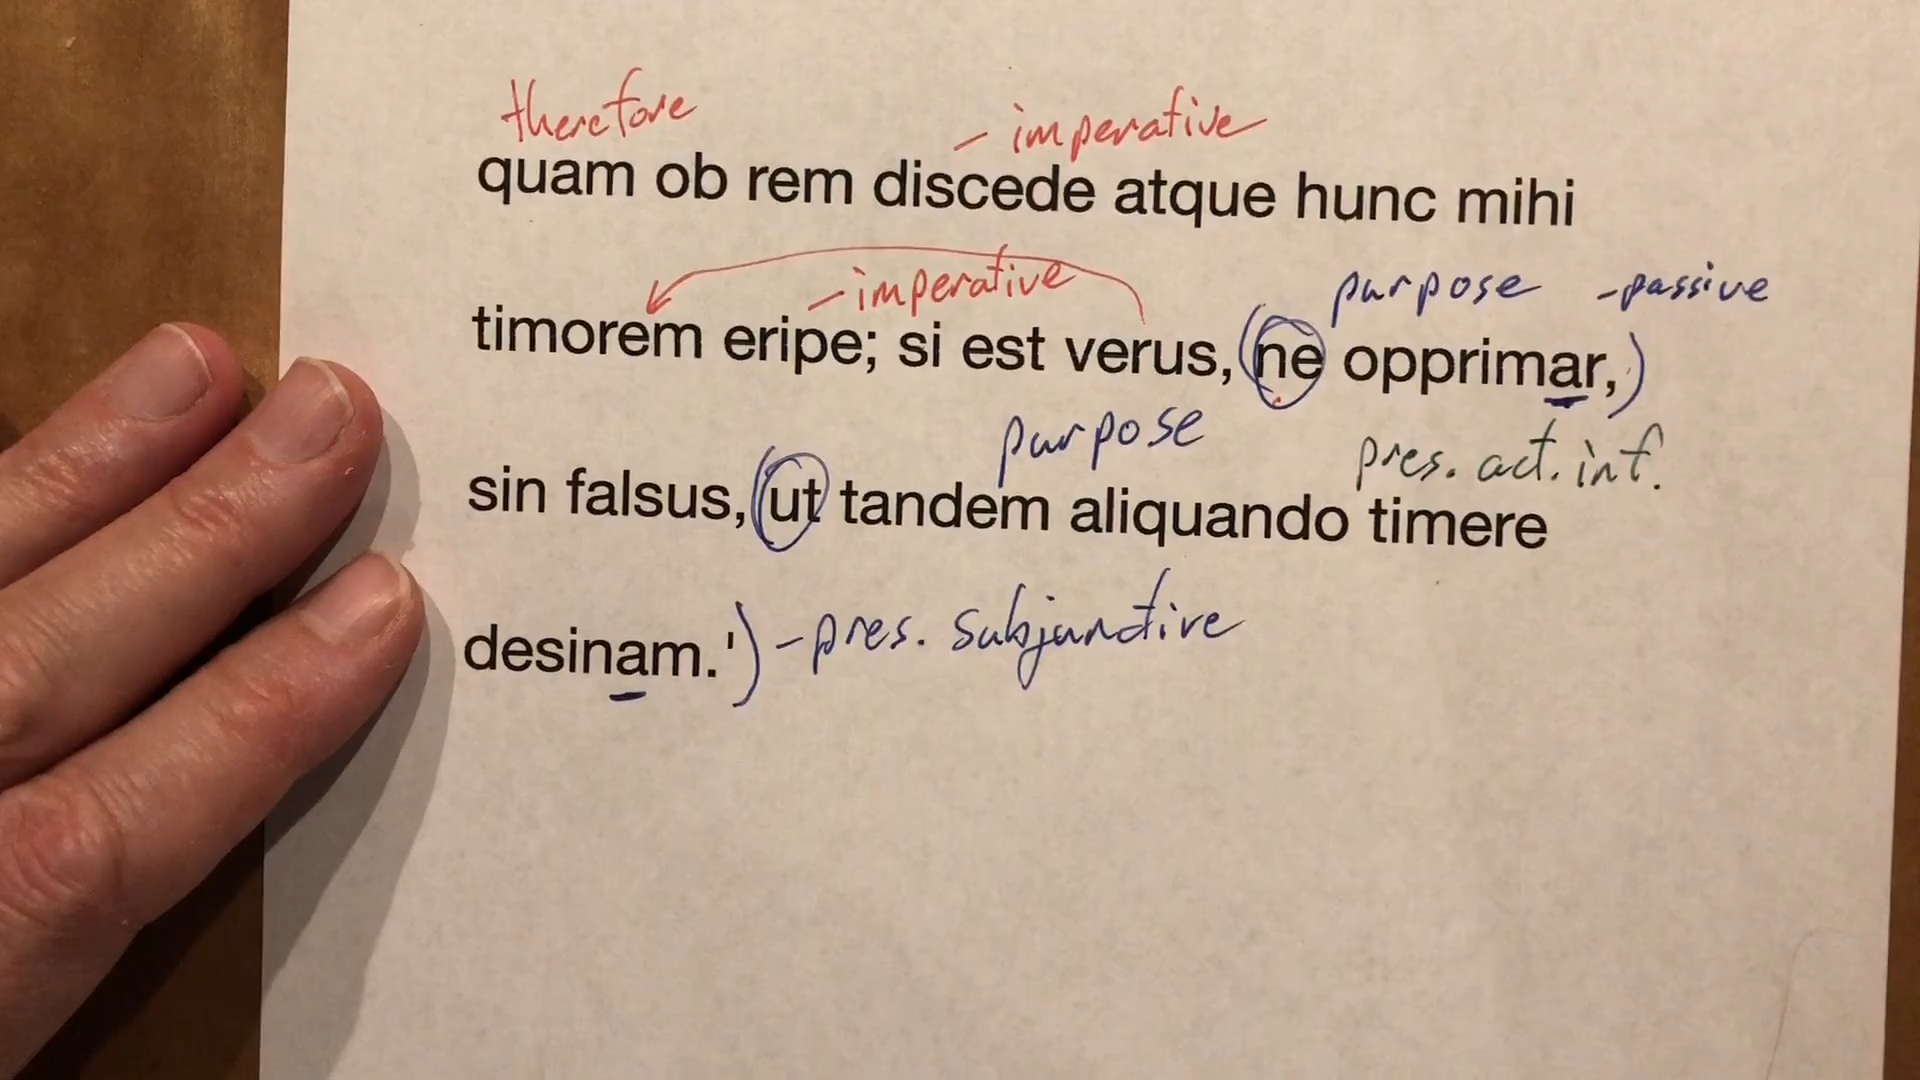 therefore - imperative
quam ob rem discede atque hunc mihi
- imperative purpose - passive
timorem eripe; si est verus, (ne opprimar,)
purpose pres. act. inf.
sin falsus, (ut tandem aliquando timere
desinam.') - pres. subjunctive